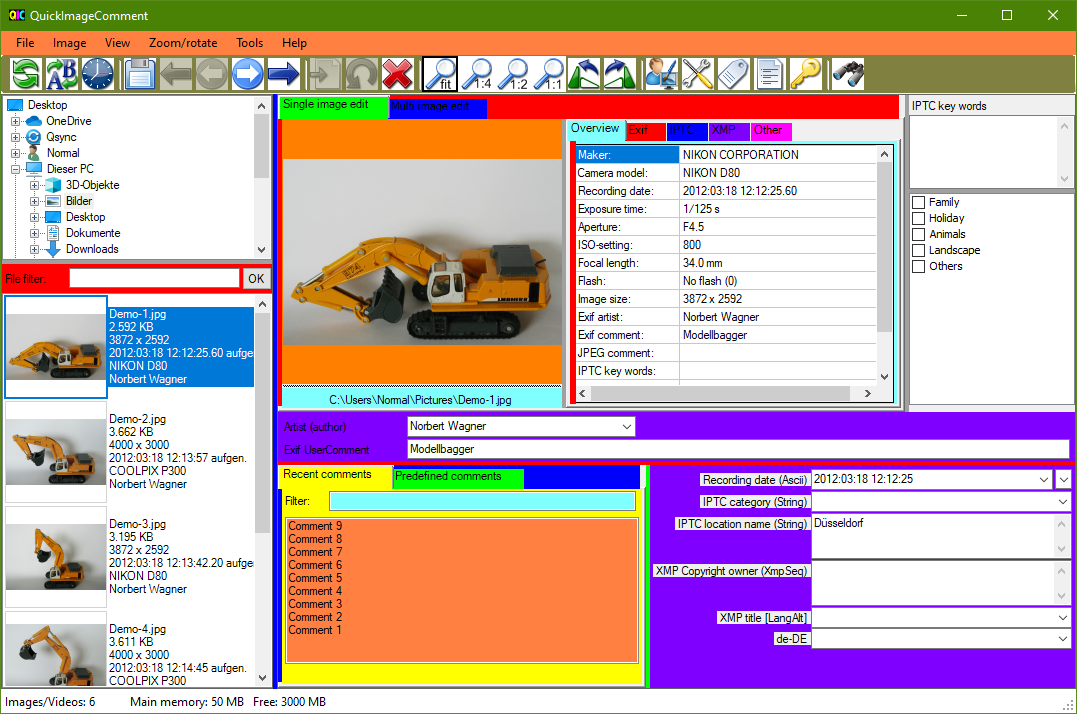 QIC QuickImageComment
File Image View Zoom/rotate Tools Help
fit 1:4 1:2 1:1
Desktop
OneDrive
Qsync
Normal
Dieser PC
3D-Objekte
Bilder
Desktop
Dokumente
Downloads
File filter: OK
Demo-1.jpg
2.592 KB
3872 x 2592
2012:03:18 12:12:25.60 aufge
NIKON D80
Norbert Wagner
Demo-2.jpg
3.662 KB
4000 x 3000
2012:03:18 12:13:57 aufgen.
COOLPIX P300
Norbert Wagner
Demo-3.jpg
3.195 KB
3872 x 2592
2012:03:18 12:13:42.20 aufge
NIKON D80
Norbert Wagner
Demo-4.jpg
3.611 KB
4000 x 3000
2012:03:18 12:14:45 aufgen.
COOLPIX P300
Single image edit Multi image edit
LIEBHERR
C:\Users\Normal\Pictures\Demo-1.jpg
Overview Exif IPTC XMP Other
Maker: NIKON CORPORATION
Camera model: NIKON D80
Recording date: 2012:03:18 12:12:25.60
Exposure time: 1/125 s
Aperture: F4.5
ISO-setting: 800
Focal length: 34.0 mm
Flash: No flash (0)
Image size: 3872 x 2592
Exif artist: Norbert Wagner
Exif comment: Modellbagger
JPEG comment:
IPTC key words:
IPTC key words
Family
Holiday
Animals
Landscape
Others
Artist (author) Norbert Wagner
Exif UserComment Modellbagger
Recent comments Predefined comments
Filter:
Comment 9
Comment 8
Comment 7
Comment 6
Comment 5
Comment 4
Comment 3
Comment 2
Comment 1
Recording date (Ascii) 2012:03:18 12:12:25
IPTC category (String)
IPTC location name (String) Düsseldorf
XMP Copyright owner (XmpSeq)
XMP title [LangAlt]
de-DE
Images/Videos: 6 Main memory: 50 MB Free: 3000 MB